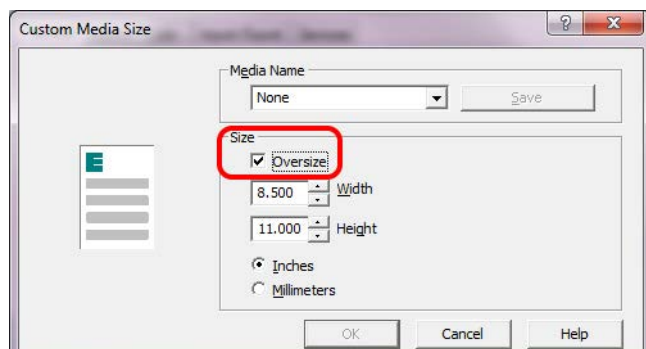 Custom Media Size
?
X
Media Name
None
Save
Size
Oversize
8.500 Width
11.000 Height
Inches
Millimeters
E
OK
Cancel
Help